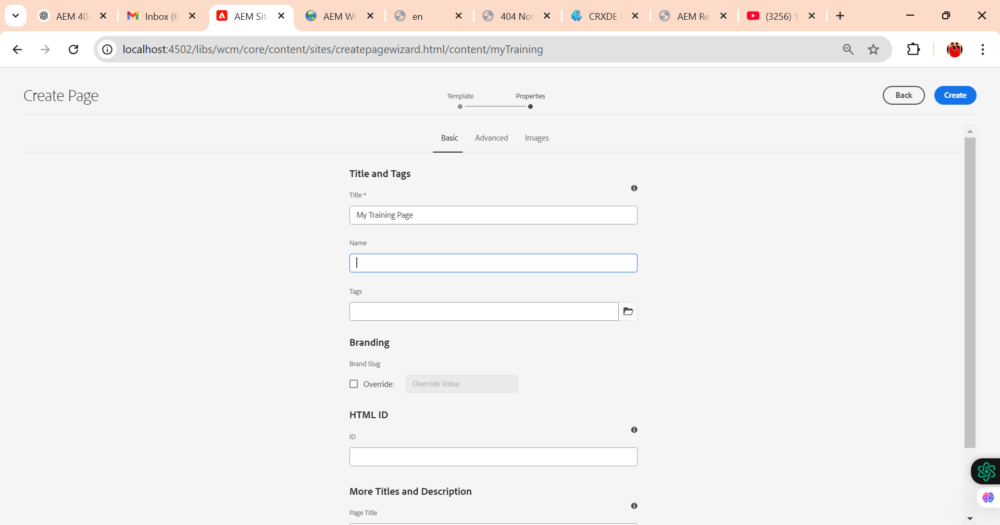 AEM 40
Inbox (6
AEM Sit
AEM WC
en
404 Not
CRXDE
AEM Re
(3256) 1
localhost:4502/libs/wcm/core/content/sites/createpagewizard.html/content/myTraining
Create Page
Template
Properties
Back
Create
Basic
Advanced
Images
Title and Tags
Title *
My Training Page
Name
Tags
Branding
Brand Slug
Override:
Override Value
HTML ID
ID
More Titles and Description
Page Title